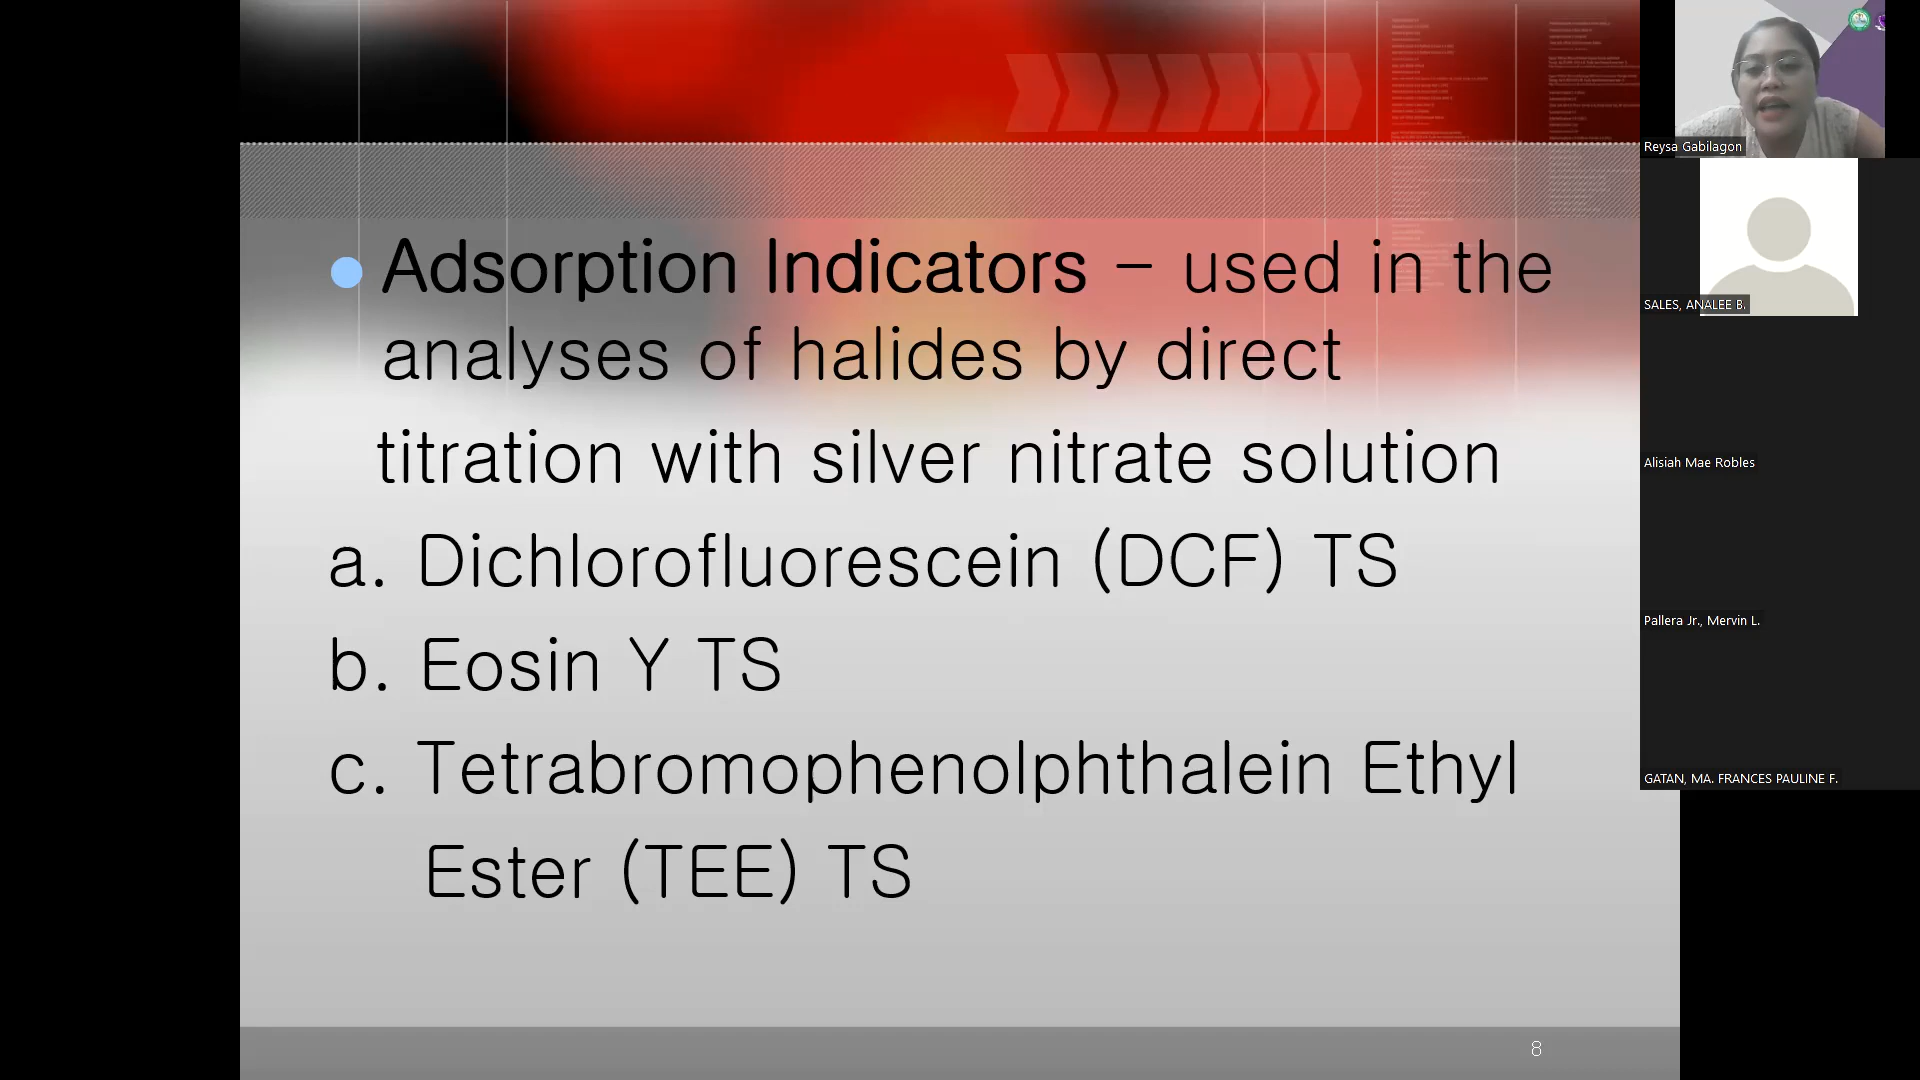 Adsorption Indicators – used in the
analyses of halides by direct
titration with silver nitrate solution
a. Dichlorofluorescein (DCF) TS
b. Eosin Y TS
c. Tetrabromophenolphthalein Ethyl
Ester (TEE) TS
8
Reysa Gabilagon
SALES, ANALEE B.
Alisiah Mae Robles
Pallera Jr., Mervin L.
GATAN, MA. FRANCES PAULINE F.